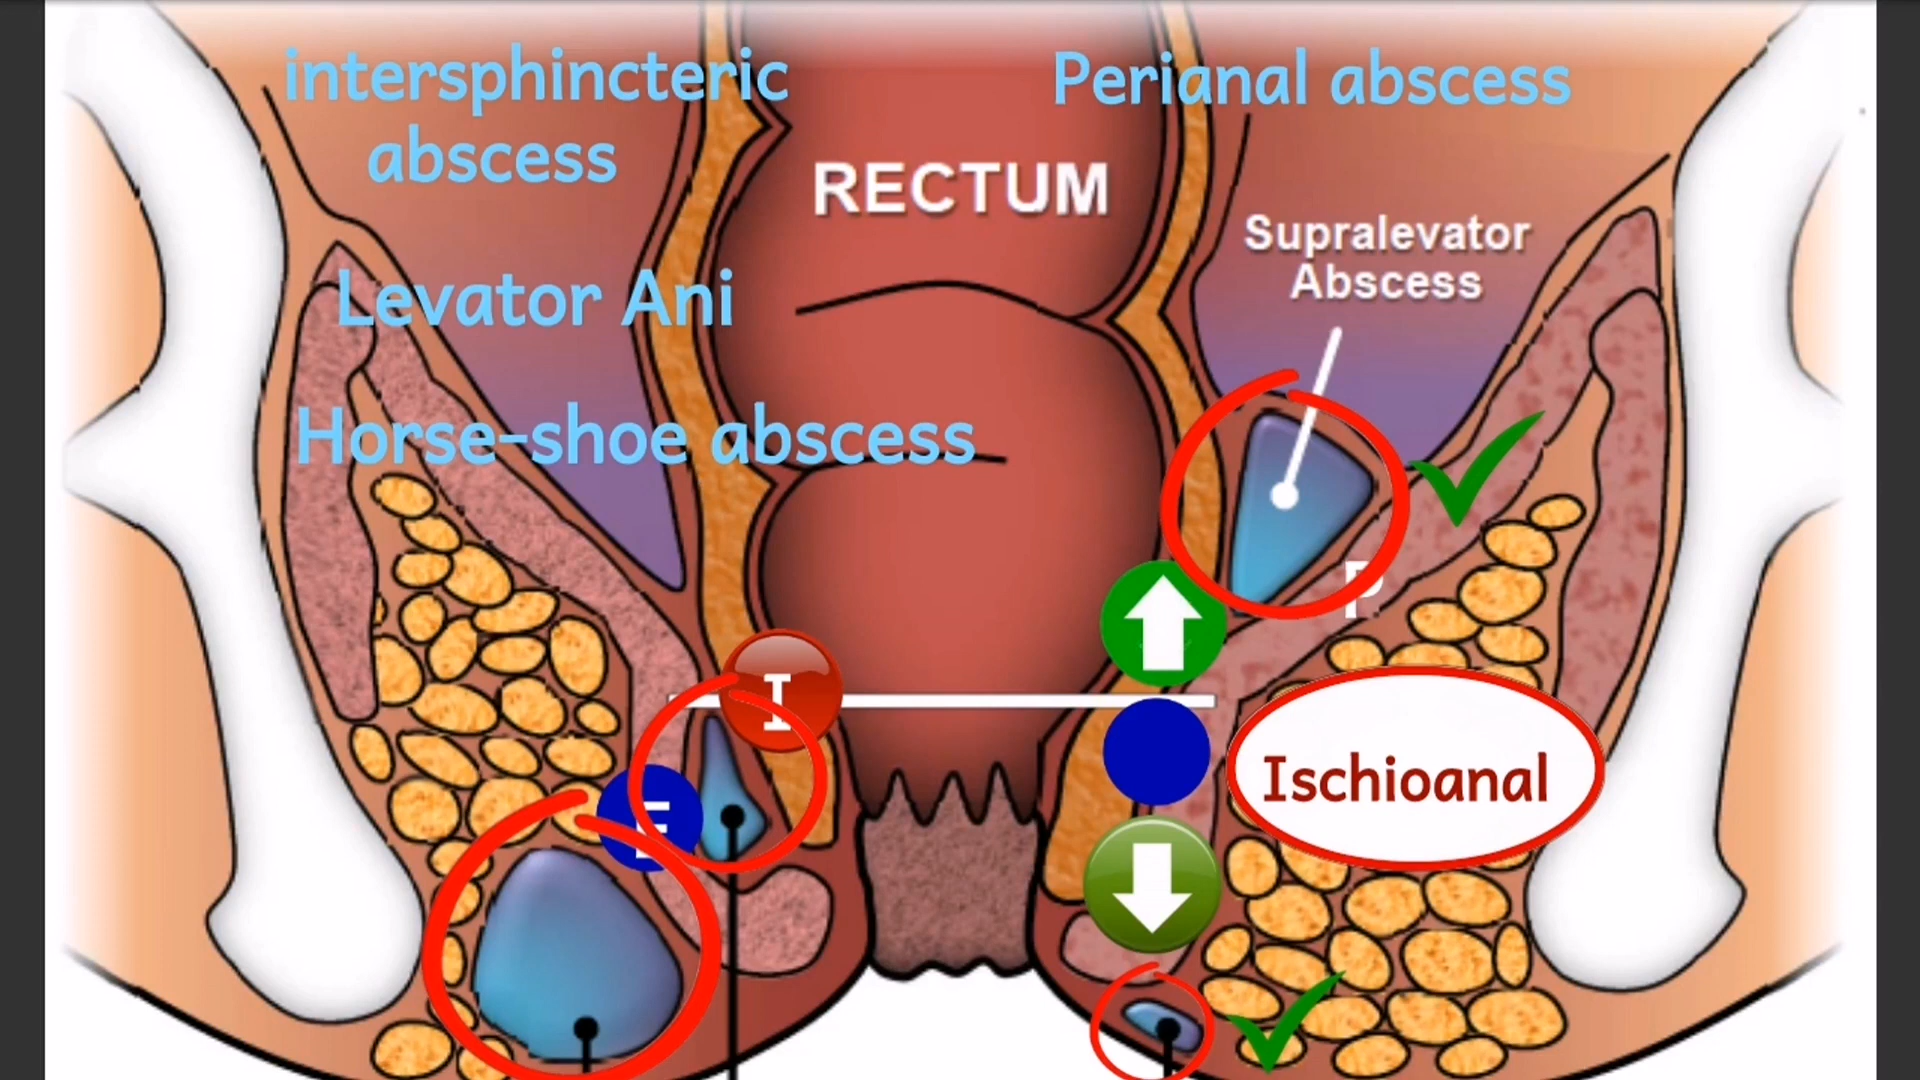 intersphincteric
abscess
Perianal abscess
RECTUM
Supralevator
Abscess
Levator Ani
Horse-shoe abscess
P
I
E
Ischioanal